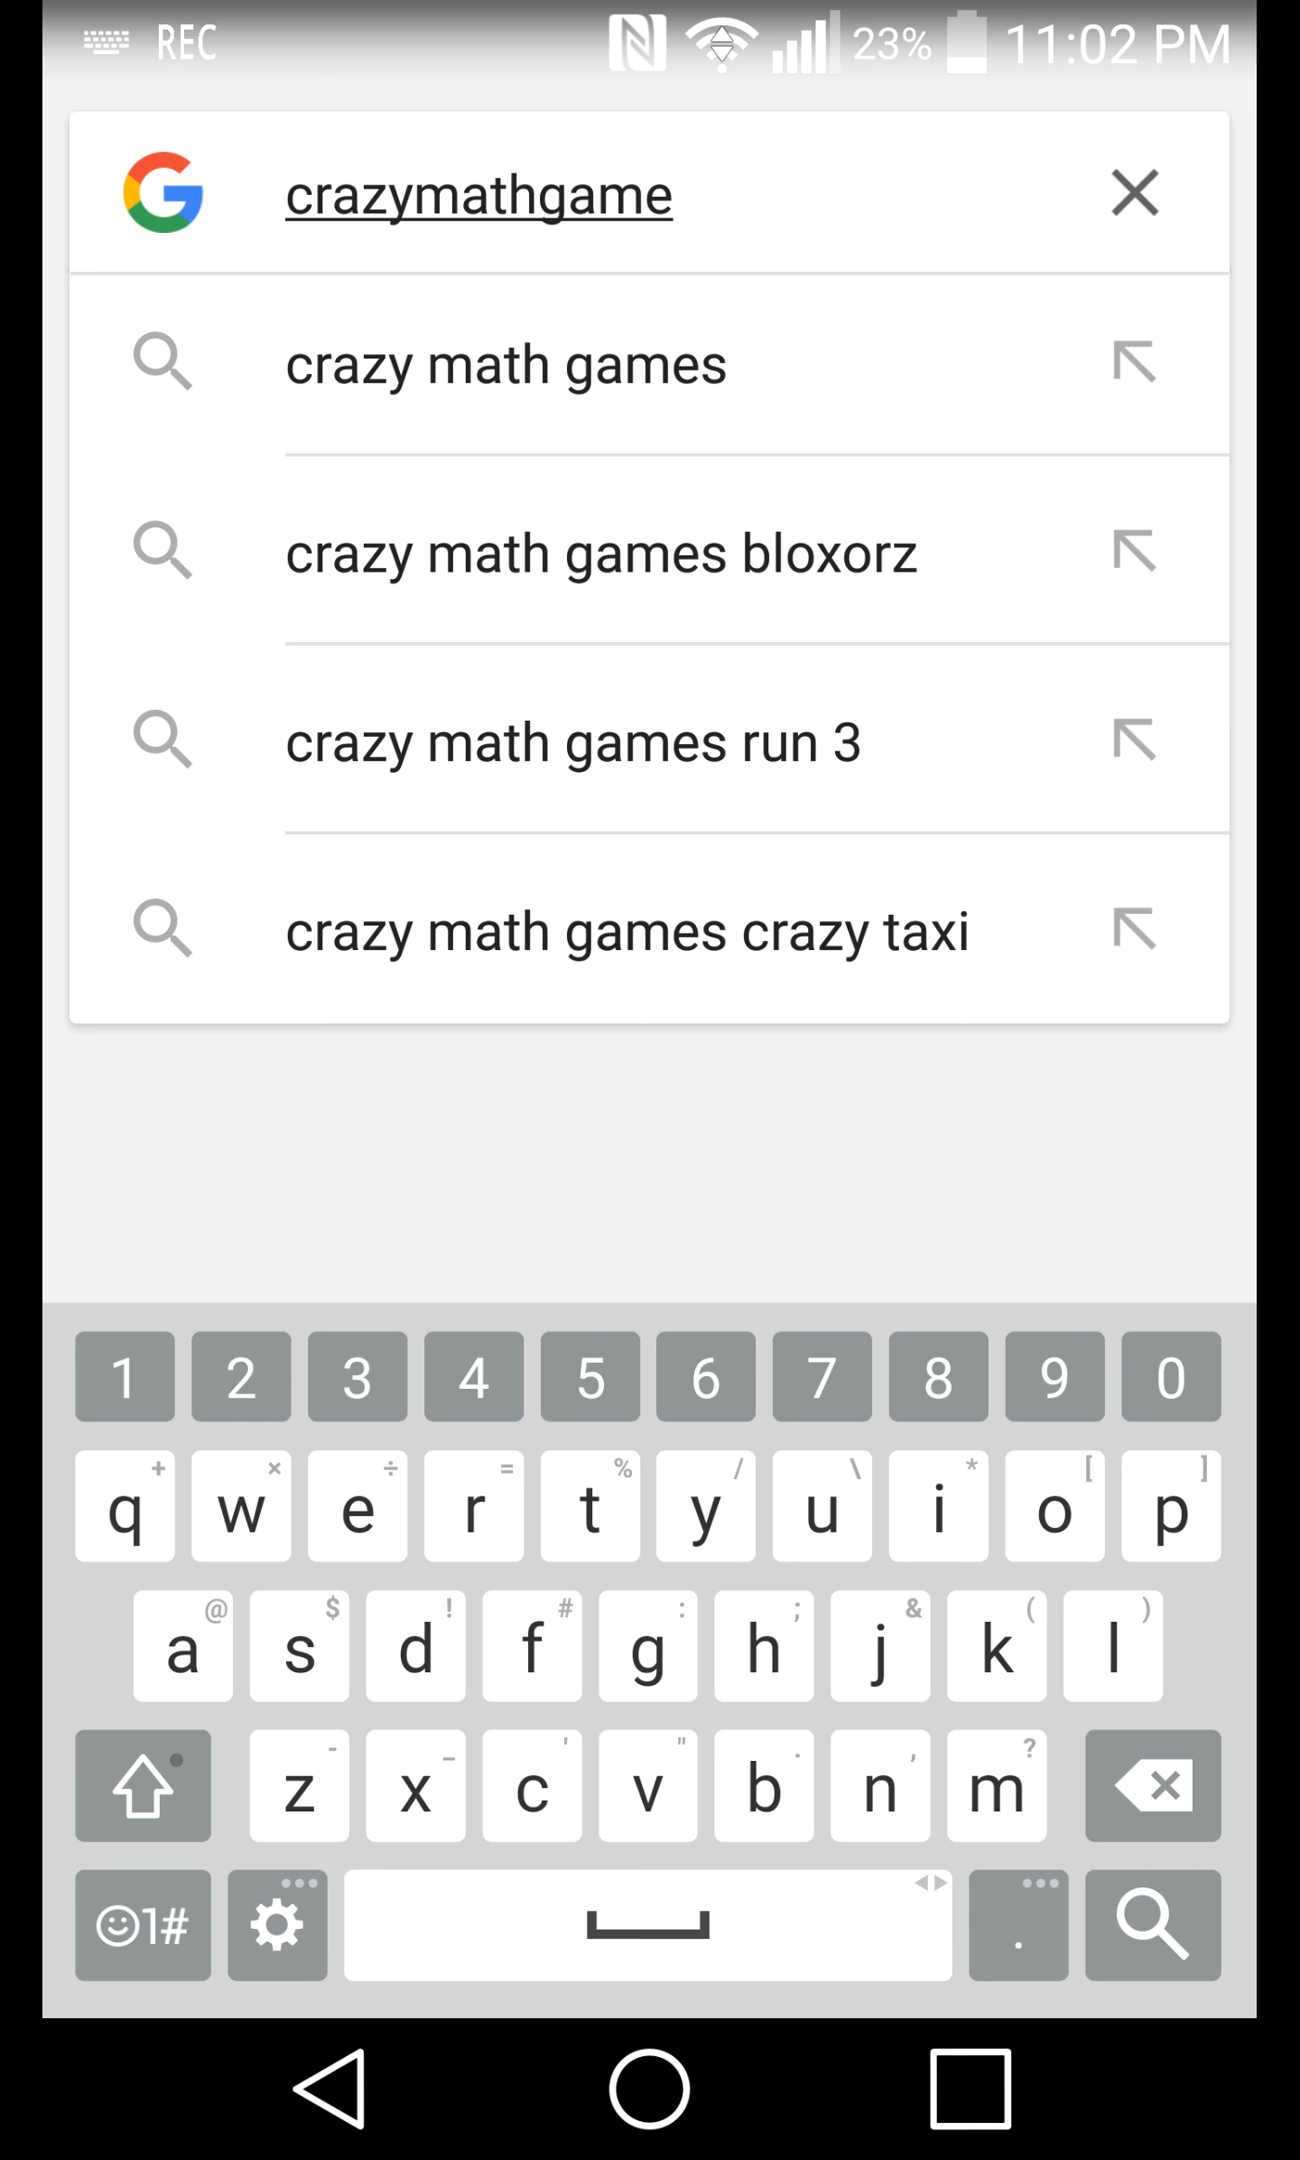 REC 23% 11:02 PM
crazymathgame
crazy math games
crazy math games bloxorz
crazy math games run 3
crazy math games crazy taxi
1 2 3 4 5 6 7 8 9 0
+ × ÷ = % / \ * [ ]
q w e r t y u i o p
@ $ ! # : ; & ( )
a s d f g h j k l
- _ ' " . , ?
z x c v b n m
1# .